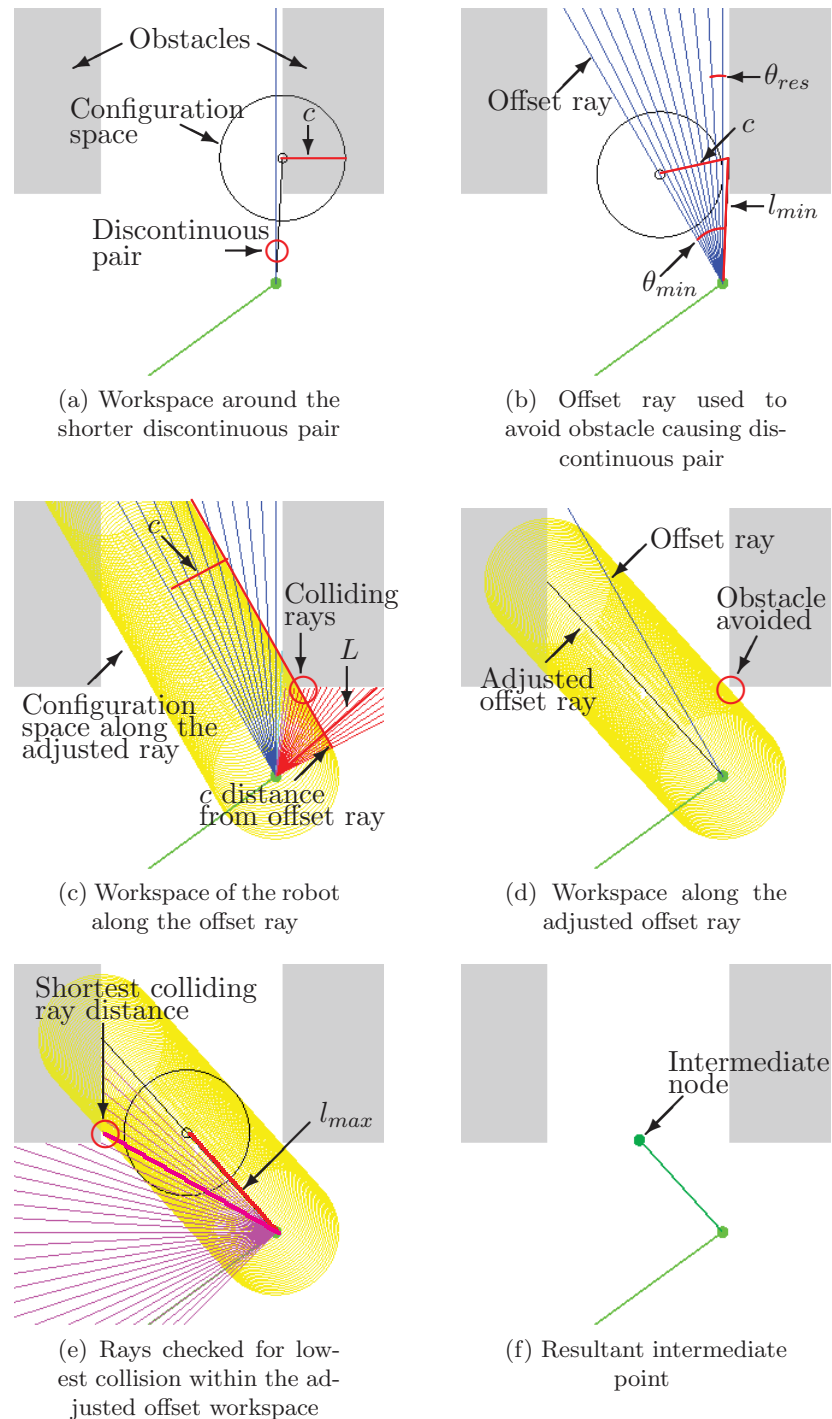 Obstacles
Configuration
space
c
Discontinuous
pair
(a) Workspace around the
shorter discontinuous pair
θres
Offset ray
c
lmin
θmin
(b) Offset ray used to
avoid obstacle causing dis-
continuous pair
c
Colliding
rays
L
Configuration
space along the
adjusted ray
c distance
from offset ray
(c) Workspace of the robot
along the offset ray
Offset ray
Obstacle
avoided
Adjusted
offset ray
(d) Workspace along the
adjusted offset ray
Shortest colliding
ray distance
lmax
(e) Rays checked for low-
est collision within the ad-
justed offset workspace
Intermediate
node
(f) Resultant intermediate
point